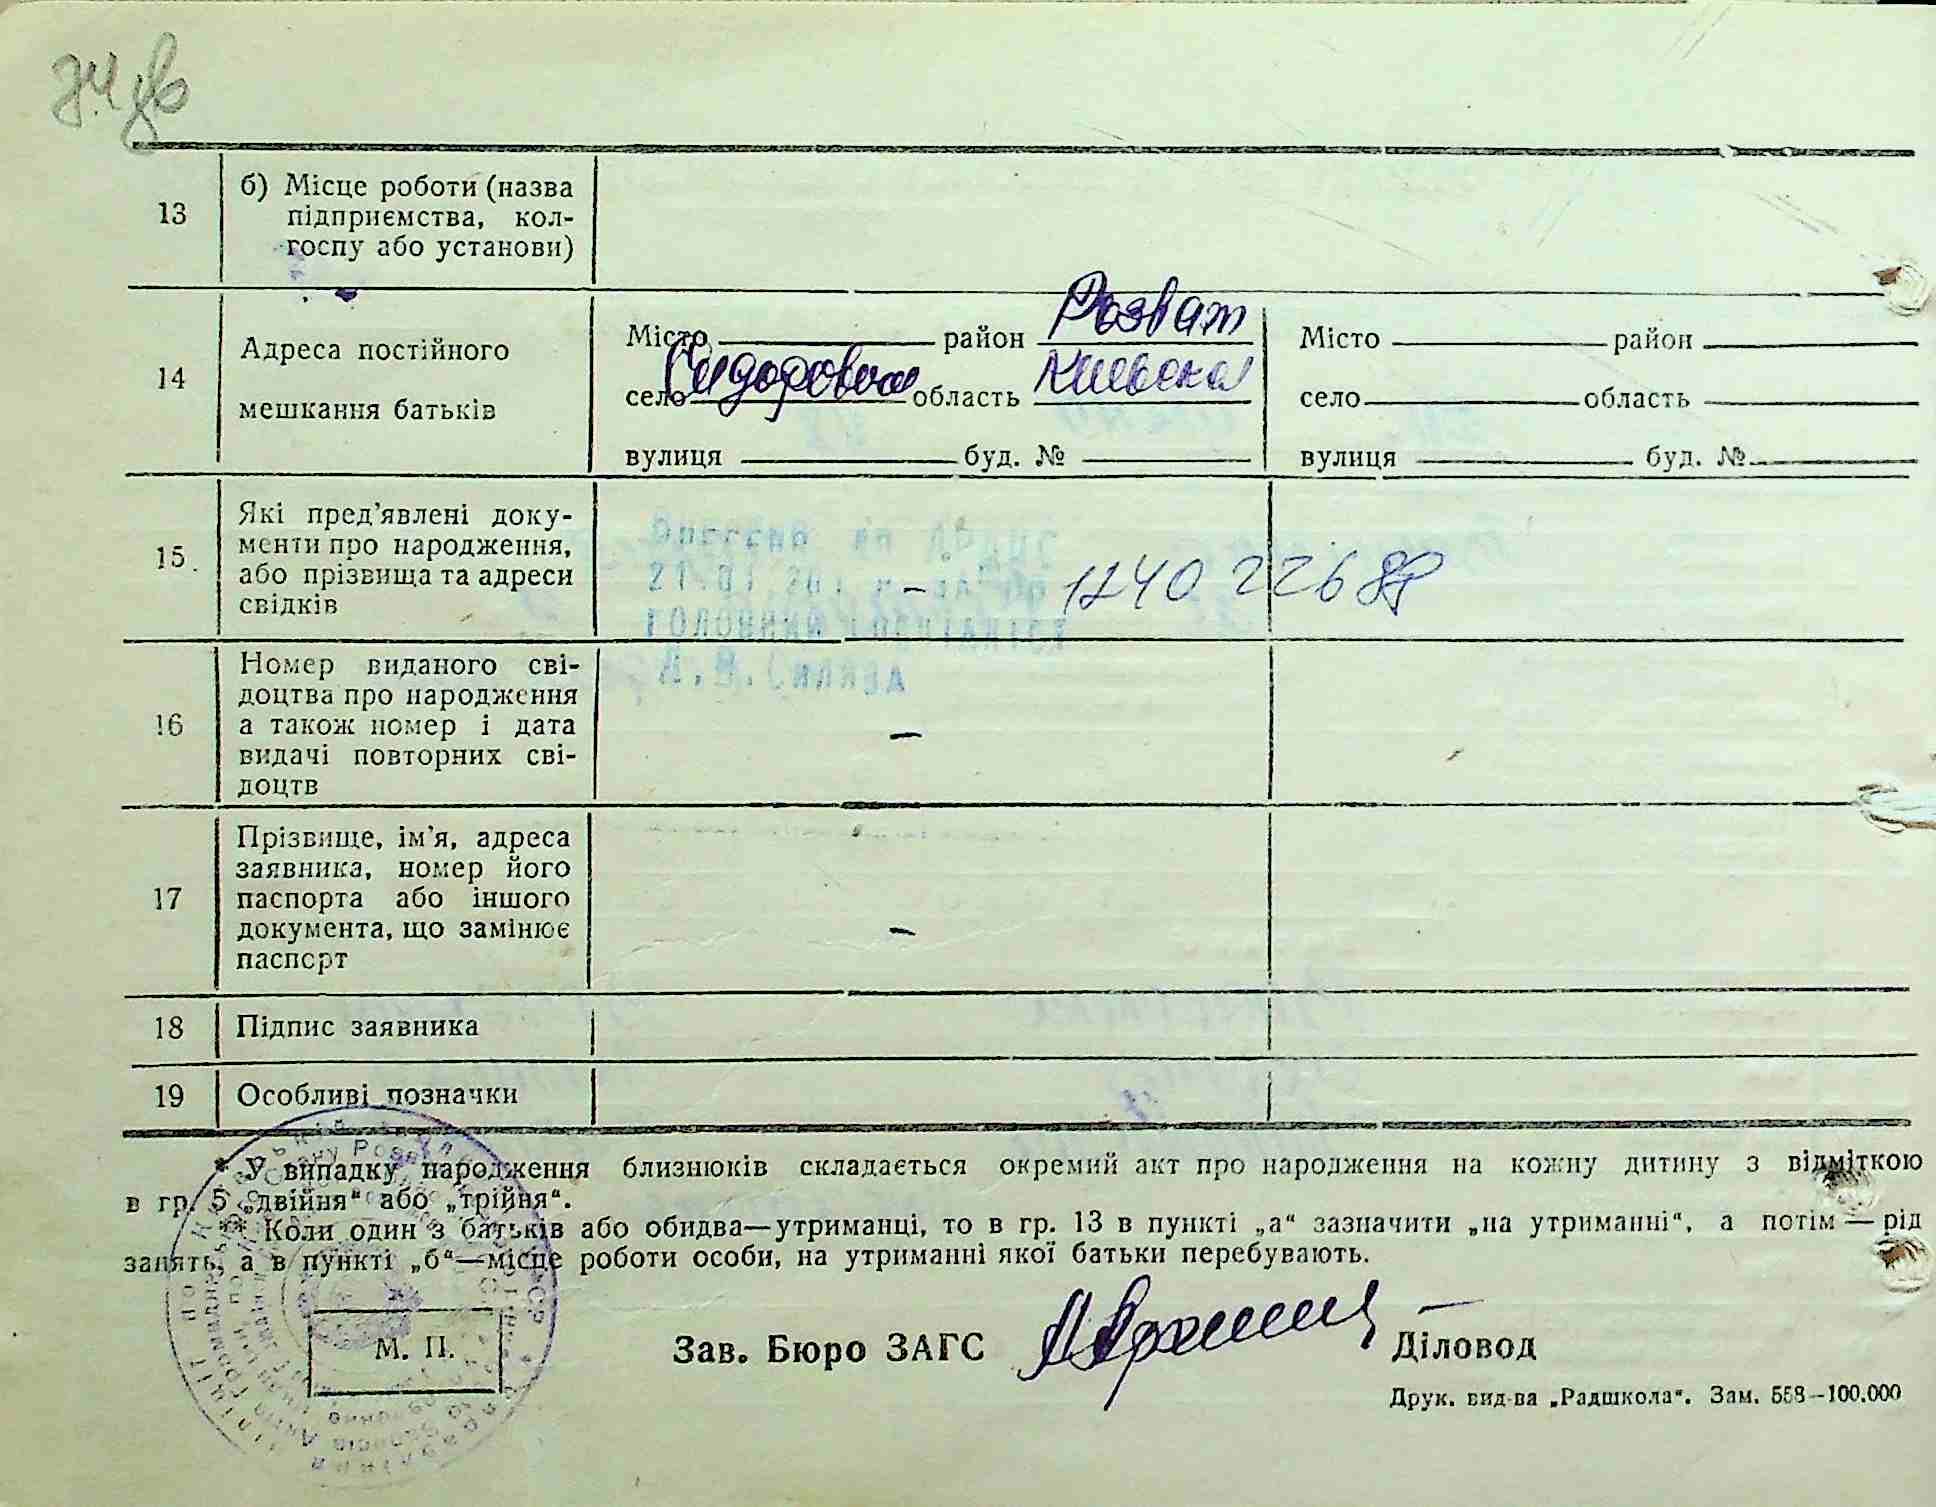 13
б) Місце роботи (назва
підприємства, кол-
госпу або установи)
14
Адреса постійного
мешкання батьків
Місто район Розват
село Сидоровичі область Київська
вулиця буд. №
Місто район
село область
вулиця буд. №
15.
Які пред’явлені доку-
менти про народження,
або прізвища та адреси
свідків
– 124022688
16
Номер виданого сві-
доцтва про народження
а також номер і дата
видачі повторних сві-
доцтв
–
17
Прізвище, ім’я, адреса
заявника, номер його
паспорта або іншого
документа, що замінює
паспорт
–
18
Підпис заявника
19
Особливі позначки
* У випадку народження близнюків складається окремий акт про народження на кожну дитину з відміткою
в гр. 5 „двійня“ або „трійня“.
** Коли один з батьків або обидва—утриманці, то в гр. 13 в пункті „а“ зазначити „на утриманні“, а потім — рід
занять, а в пункті „б“—місце роботи особи, на утриманні якої батьки перебувають.
М. П.
Зав. Бюро ЗАГС
Діловод
Друк. вид-ва „Радшкола“. Зам. 558—100.000